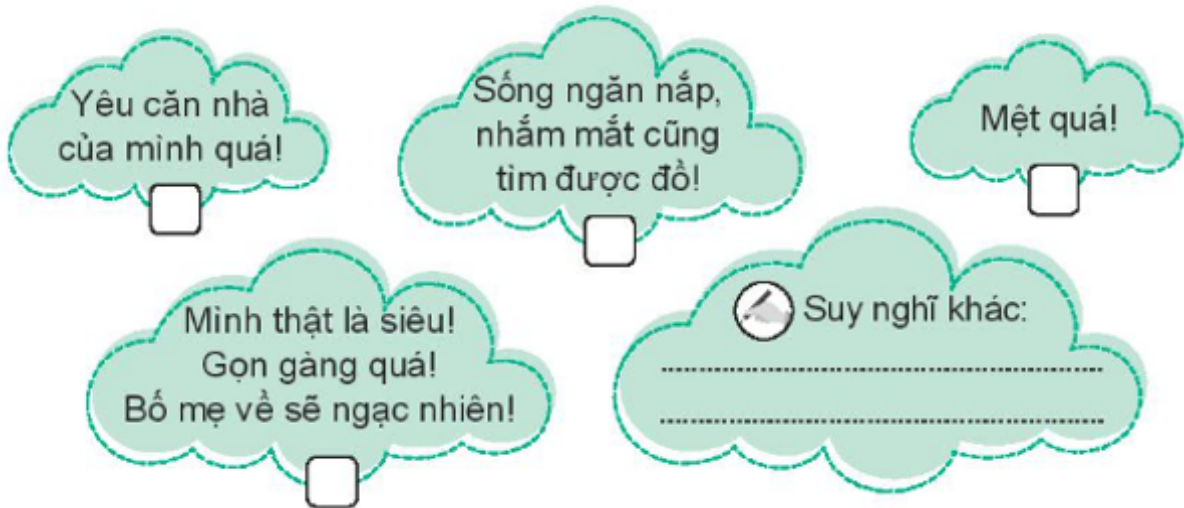 Yêu căn nhà
của mình quá!
Sống ngăn nắp,
nhắm mắt cũng
tìm được đồ!
Mệt quá!
Mình thật là siêu!
Gọn gàng quá!
Bố mẹ về sẽ ngạc nhiên!
Suy nghĩ khác: